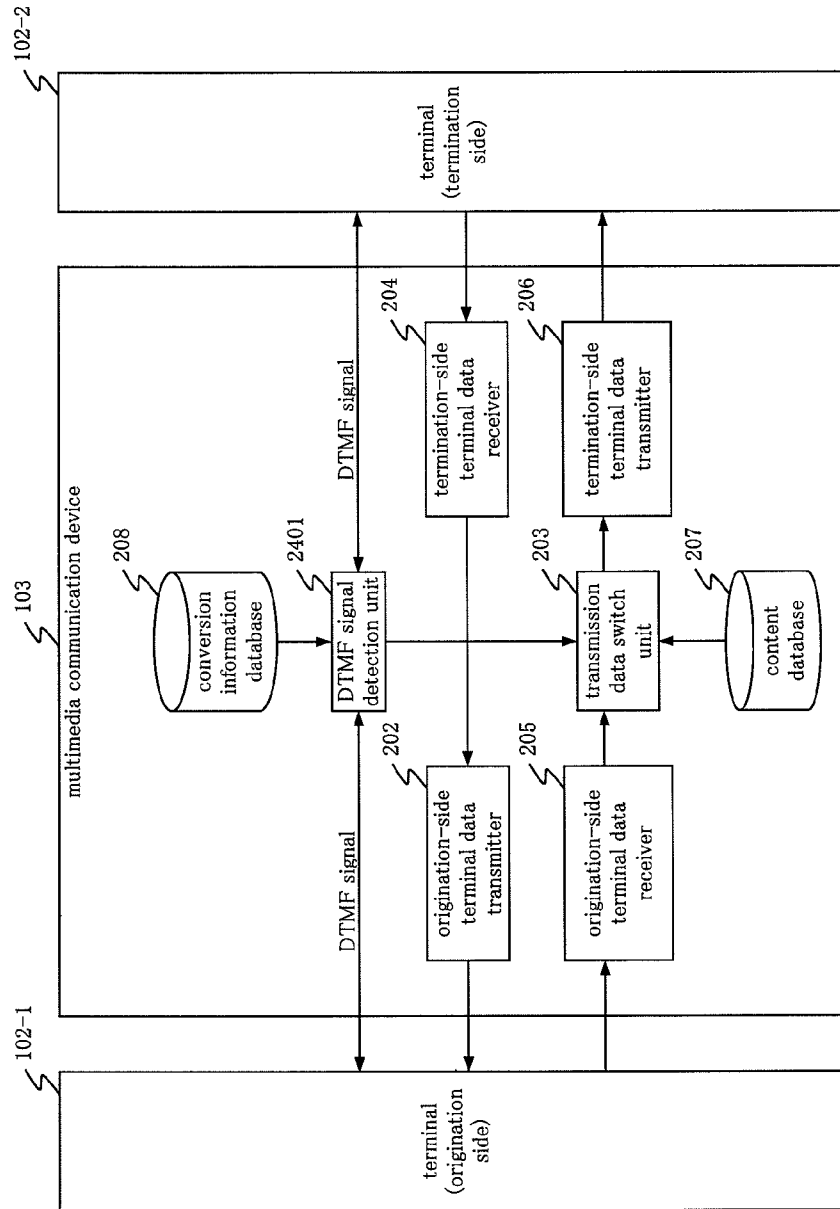 102-1
terminal
(origination
side)
103
multimedia communication device
208
conversion
information
database
DTMF signal
2401
DTMF signal
detection unit
DTMF signal
202
origination-side
terminal data
transmitter
204
termination-side
terminal data
receiver
205
origination-side
terminal data
receiver
203
transmission
data switch
unit
206
termination-side
terminal data
transmitter
207
content
database
102-2
terminal
(termination
side)